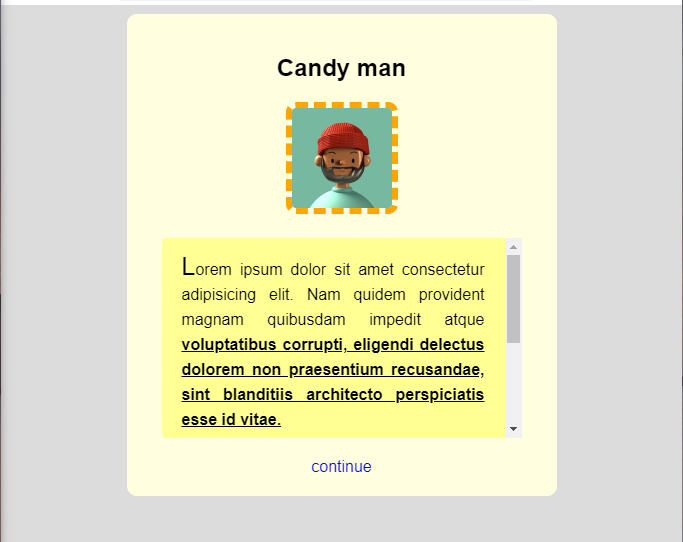 Candy man
Lorem ipsum dolor sit amet consectetur
adipisicing elit. Nam quidem provident
magnam quibusdam impedit atque
voluptatibus corrupti, eligendi delectus
dolorem non praesentium recusandae,
sint blanditiis architecto perspiciatis
esse id vitae.
continue